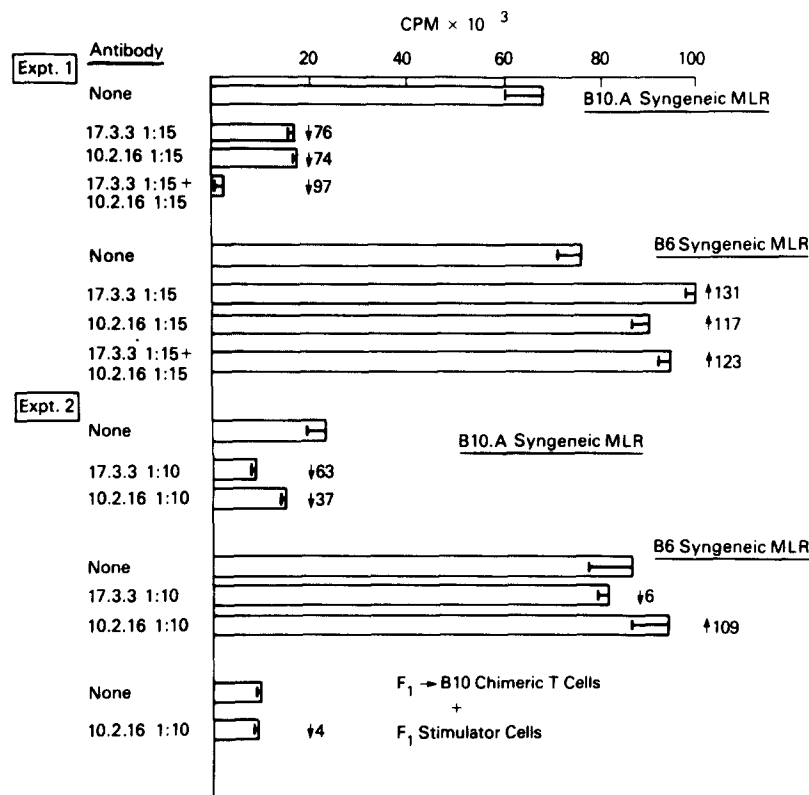 CPM × 10 3
Antibody
20 40 60 80 100
Expt. 1
None
B10.A Syngeneic MLR
17.3.3 1:15 ↓76
10.2.16 1:15 ↓74
17.3.3 1:15 + ↓97
10.2.16 1:15
None
B6 Syngeneic MLR
17.3.3 1:15 ↑131
10.2.16 1:15 ↑117
17.3.3 1:15 + ↑123
10.2.16 1:15
Expt. 2
None
B10.A Syngeneic MLR
17.3.3 1:10 ↓63
10.2.16 1:10 ↓37
B6 Syngeneic MLR
None
17.3.3 1:10 ↓6
10.2.16 1:10 ↑109
None F₁ → B10 Chimeric T Cells
+
10.2.16 1:10 ↓4 F₁ Stimulator Cells